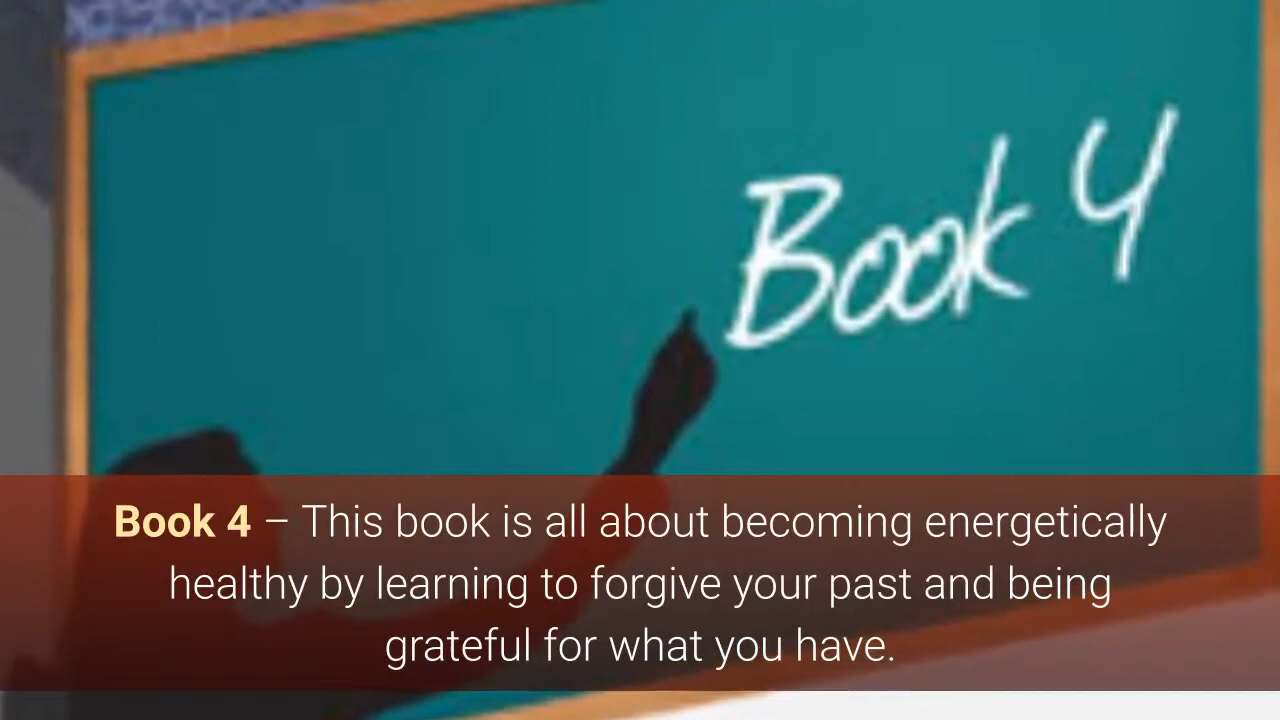 Book 4
Book 4 – This book is all about becoming energetically
healthy by learning to forgive your past and being
grateful for what you have.